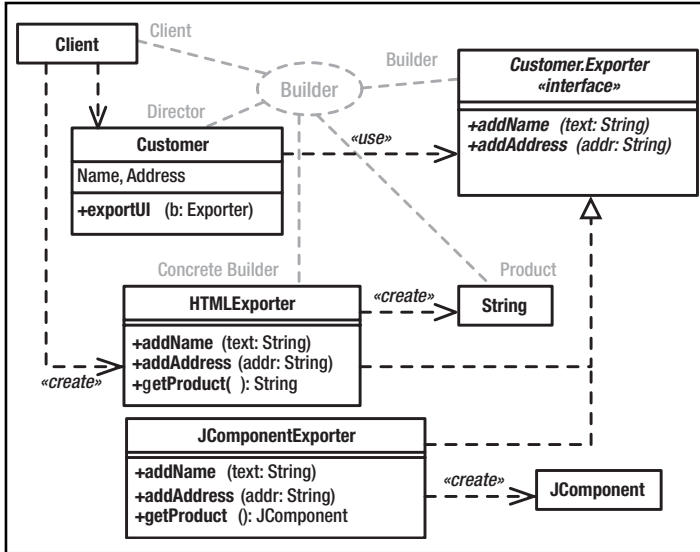 Client
Client
Builder
Builder
Customer.Exporter
«interface»
+addName (text: String)
+addAddress (addr: String)
Director
Customer
Name, Address
+exportUI (b: Exporter)
«use»
Concrete Builder
Product
HTMLExporter
+addName (text: String)
+addAddress (addr: String)
+getProduct( ): String
«create»
String
«create»
JComponentExporter
+addName (text: String)
+addAddress (addr: String)
+getProduct (): JComponent
«create»
JComponent